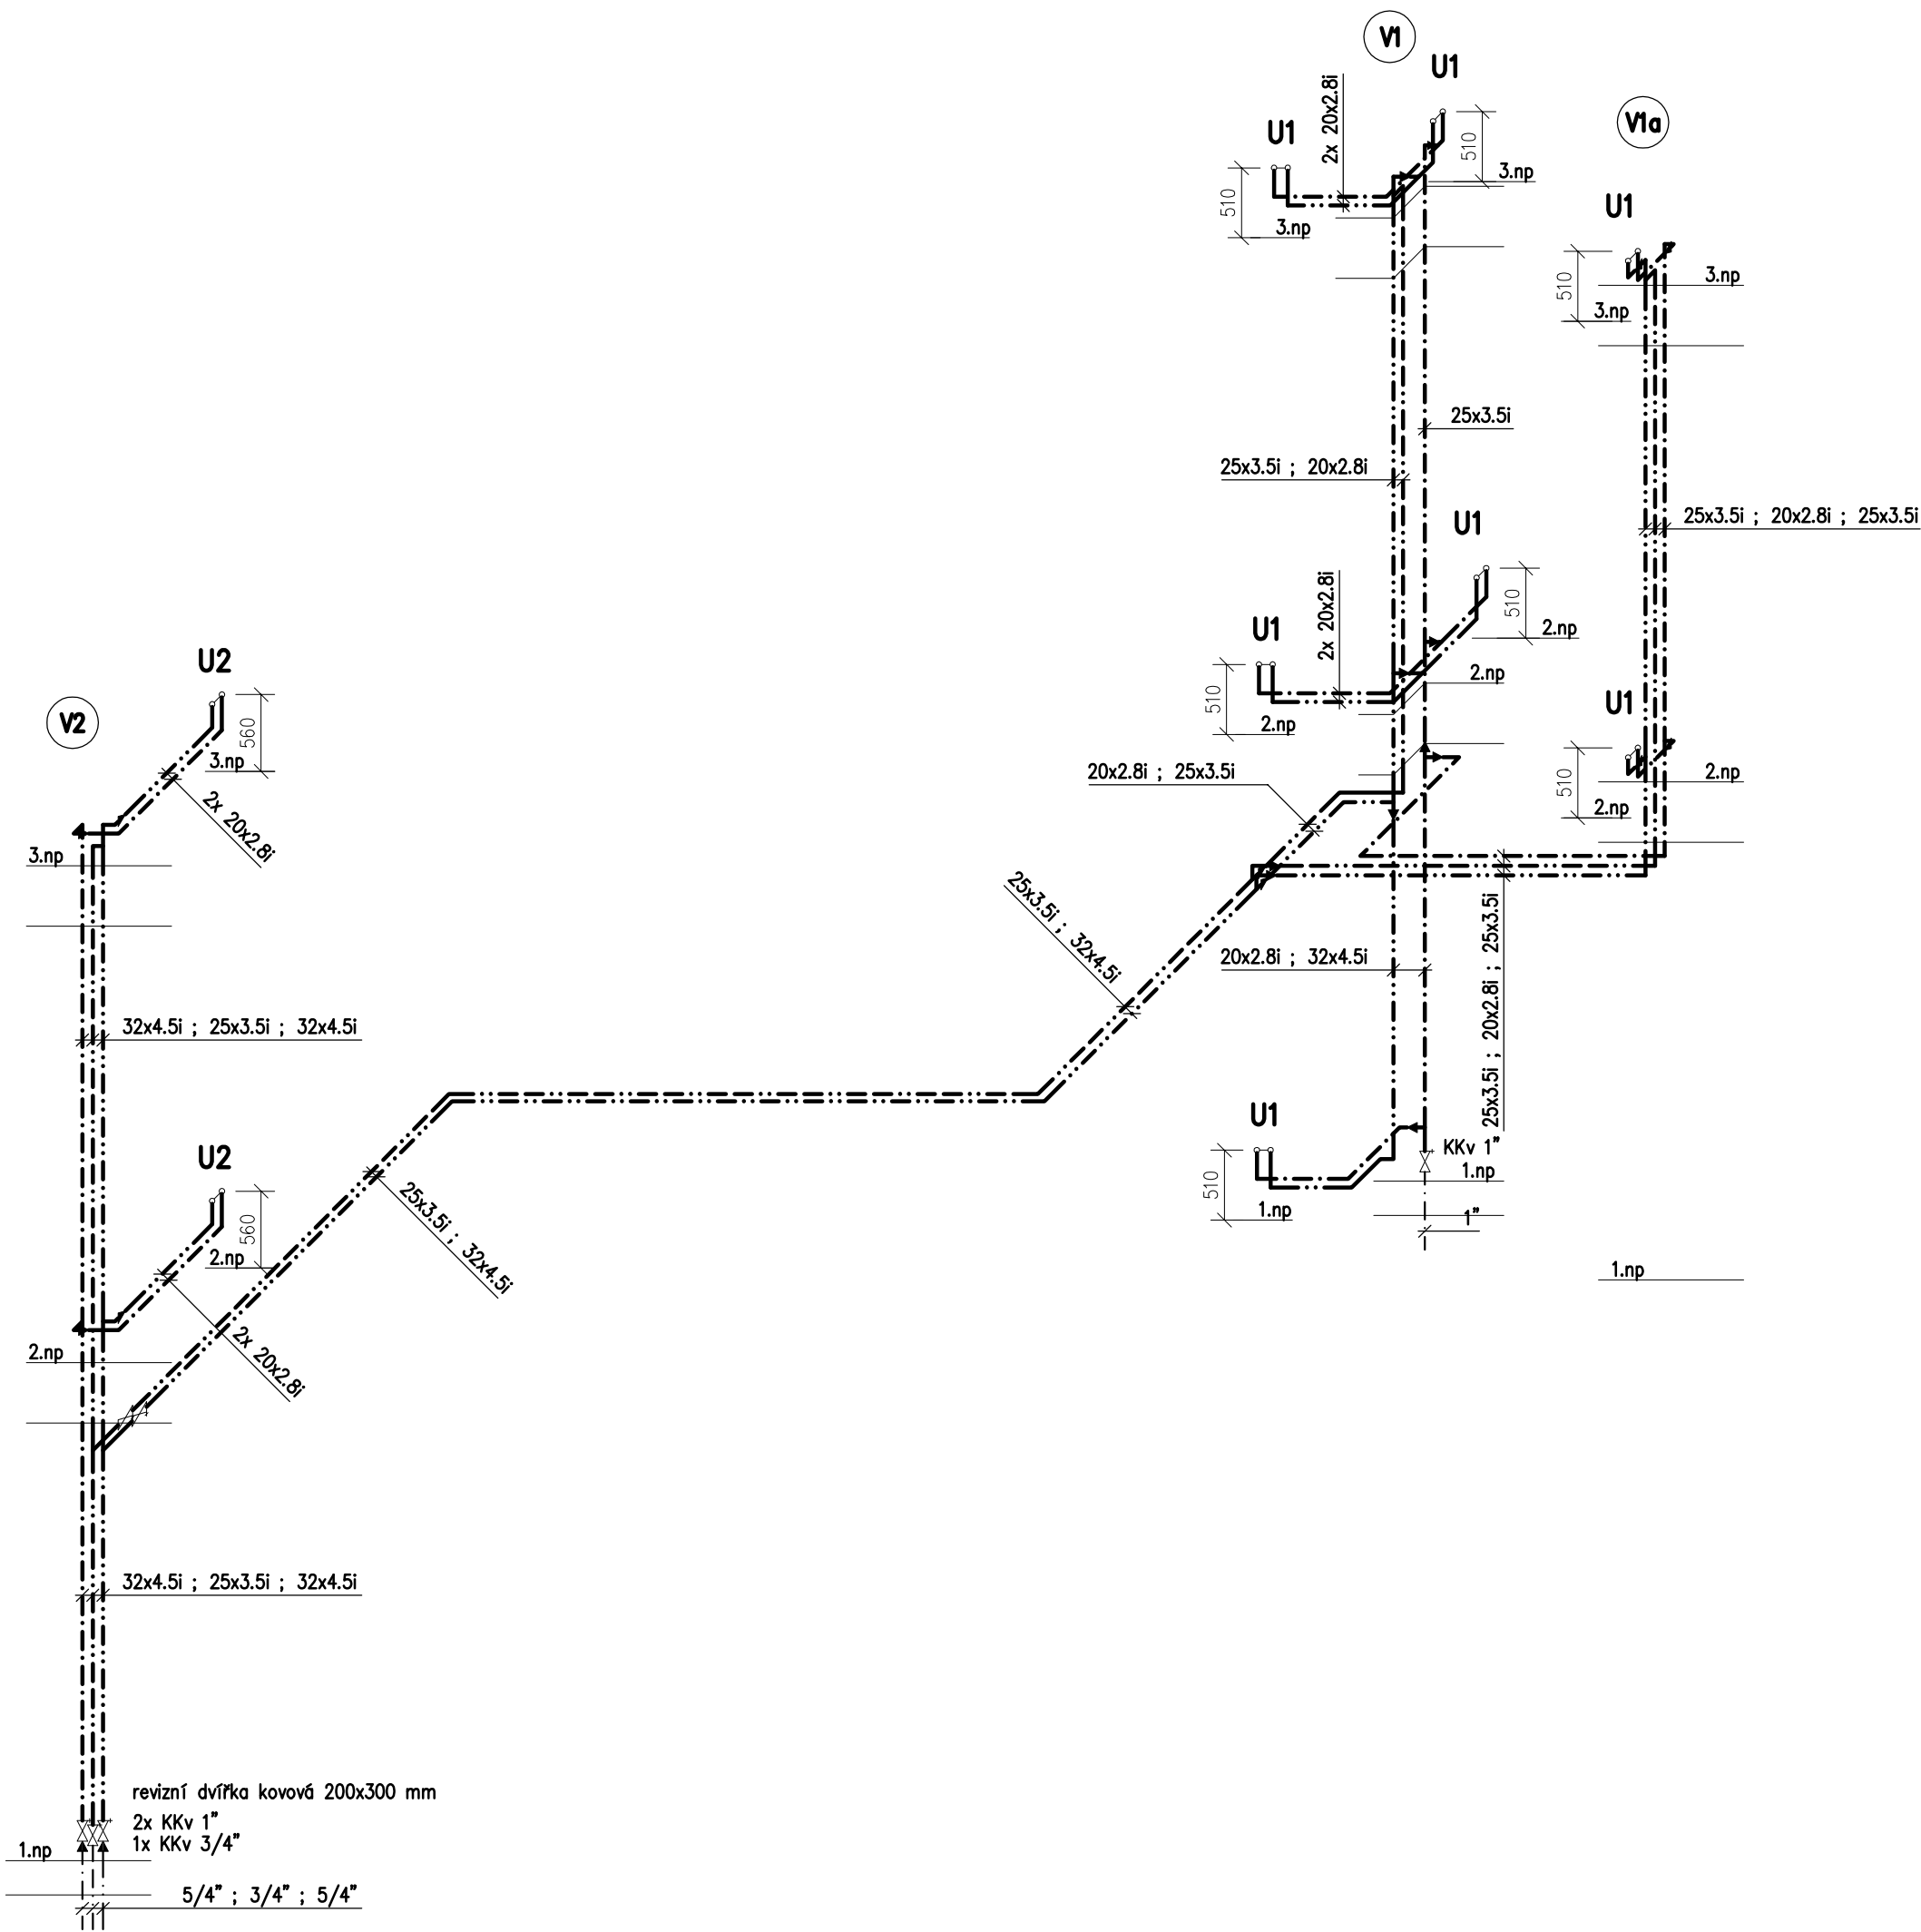 V1
U1
2x 20x2.8i
U1
V1a
510
3.np
510
3.np
U1
510
3.np
3.np
25x3.5i
25x3.5i ; 20x2.8i
25x3.5i ; 20x2.8i ; 25x3.5i
U1
2x 20x2.8i
510
2.np
U1
510
2.np
2.np
U2
V2
560
3.np
2x 20x2.8i
3.np
U1
510
2.np
2.np
20x2.8i ; 25x3.5i
25x3.5i ; 32x4.5i
20x2.8i ; 32x4.5i
25x3.5i ; 20x2.8i ; 25x3.5i
32x4.5i ; 25x3.5i ; 32x4.5i
U1
510
1.np
KKv 1"
1.np
1"
1.np
U2
560
2.np
25x3.5i ; 32x4.5i
2x 20x2.8i
2.np
32x4.5i ; 25x3.5i ; 32x4.5i
revizní dvířka kovová 200x300 mm
2x KKv 1"
1x KKv 3/4"
1.np
5/4" ; 3/4" ; 5/4"